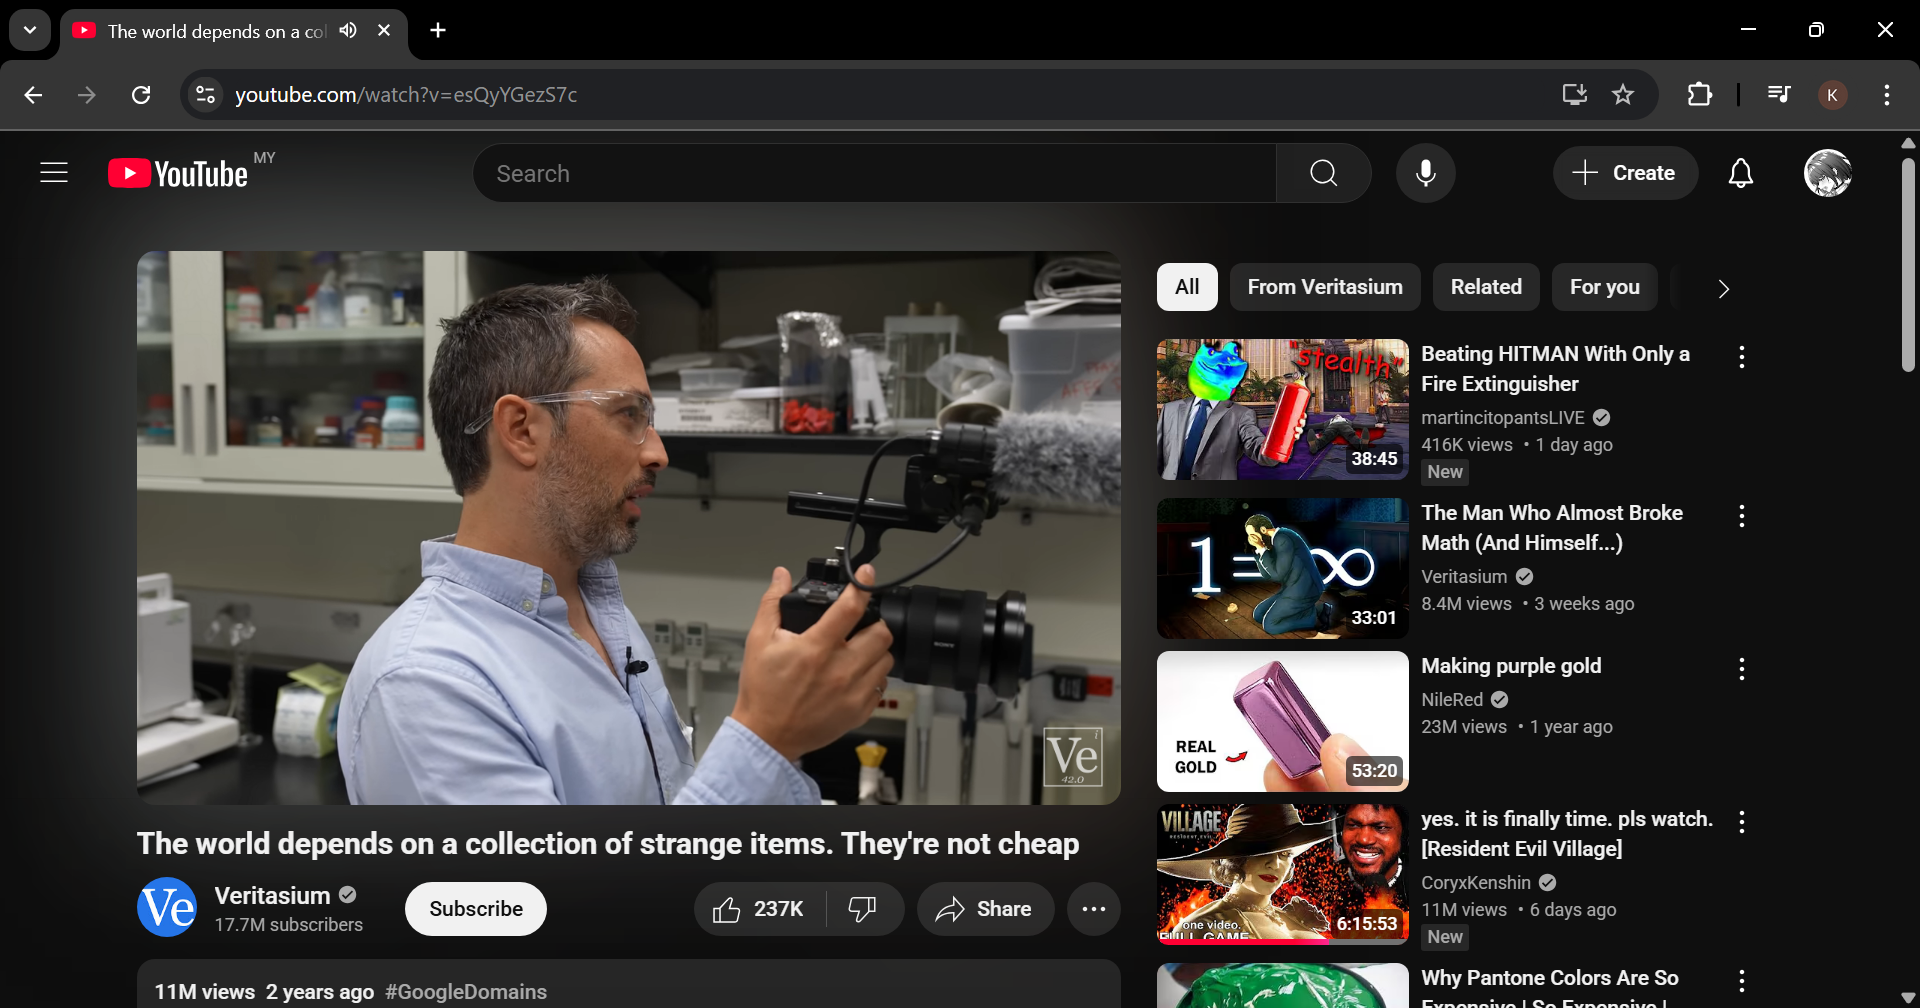 The world depends on a co
youtube.com/watch?v=esQyYGezS7c
K
YouTube MY
Search
Create
All
From Veritasium
Related
For you
Ve
i
42.0
SONY
The world depends on a collection of strange items. They're not cheap
Ve
Veritasium
17.7M subscribers
Subscribe
237K
Share
11M views 2 years ago #GoogleDomains
"stealth"
38:45
Beating HITMAN With Only a
Fire Extinguisher
martincitopantsLIVE
416K views • 1 day ago
New
1 = ∞
33:01
The Man Who Almost Broke
Math (And Himself...)
Veritasium
8.4M views • 3 weeks ago
REAL
GOLD
53:20
Making purple gold
NileRed
23M views • 1 year ago
VILLAGE
RESIDENT EVIL
one video.
FULL GAME
6:15:53
yes. it is finally time. pls watch.
[Resident Evil Village]
CoryxKenshin
11M views • 6 days ago
New
Why Pantone Colors Are So
Expensive | So Expensive |